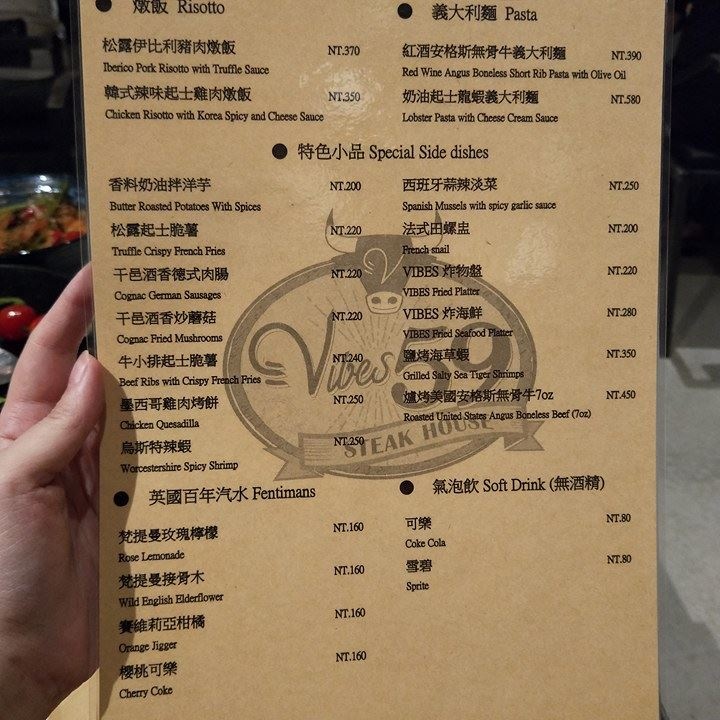 燉飯 Risotto
松露伊比利豬肉燉飯 NT.370
Iberico Pork Risotto with Truffle Sauce
韓式辣味起士雞肉燉飯 NT.350
Chicken Risotto with Korea Spicy and Cheese Sauce
義大利麵 Pasta
紅酒安格斯無骨牛義大利麵 NT.390
Red Wine Angus Boneless Short Rib Pasta with Olive Oil
奶油起士龍蝦義大利麵 NT.580
Lobster Pasta with Cheese Cream Sauce
特色小品 Special Side dishes
香料奶油拌洋芋 NT.200
Butter Roasted Potatoes With Spices
松露起士脆薯 NT.220
Truffle Crispy French Fries
干邑酒香德式肉腸 NT.220
Cognac German Sausages
干邑酒香炒蘑菇 NT.220
Cognac Fried Mushrooms
牛小排起士脆薯 NT.240
Beef Ribs with Crispy French Fries
墨西哥雞肉烤餅 NT.250
Chicken Quesadilla
烏斯特辣蝦 NT.250
Worcestershire Spicy Shrimp
西班牙蒜辣淡菜 NT.250
Spanish Mussels with spicy garlic sauce
法式田螺盅 NT.200
French snail
VIBES 炸物盤 NT.220
VIBES Fried Platter
VIBES 炸海鮮 NT.280
VIBES Fried Seafood Platter
鹽烤海草蝦 NT.350
Grilled Salty Sea Tiger Shrimps
爐烤美國安格斯無骨牛7oz NT.450
Roasted United States Angus Boneless Beef (7oz)
Vibes 50
STEAK HOUSE
英國百年汽水 Fentimans
梵提曼玫瑰檸檬 NT.160
Rose Lemonade
梵提曼接骨木 NT.160
Wild English Elderflower
賽維莉亞柑橘 NT.160
Orange Jigger
櫻桃可樂 NT.160
Cherry Coke
氣泡飲 Soft Drink (無酒精)
可樂 NT.80
Coke Cola
雪碧 NT.80
Sprite